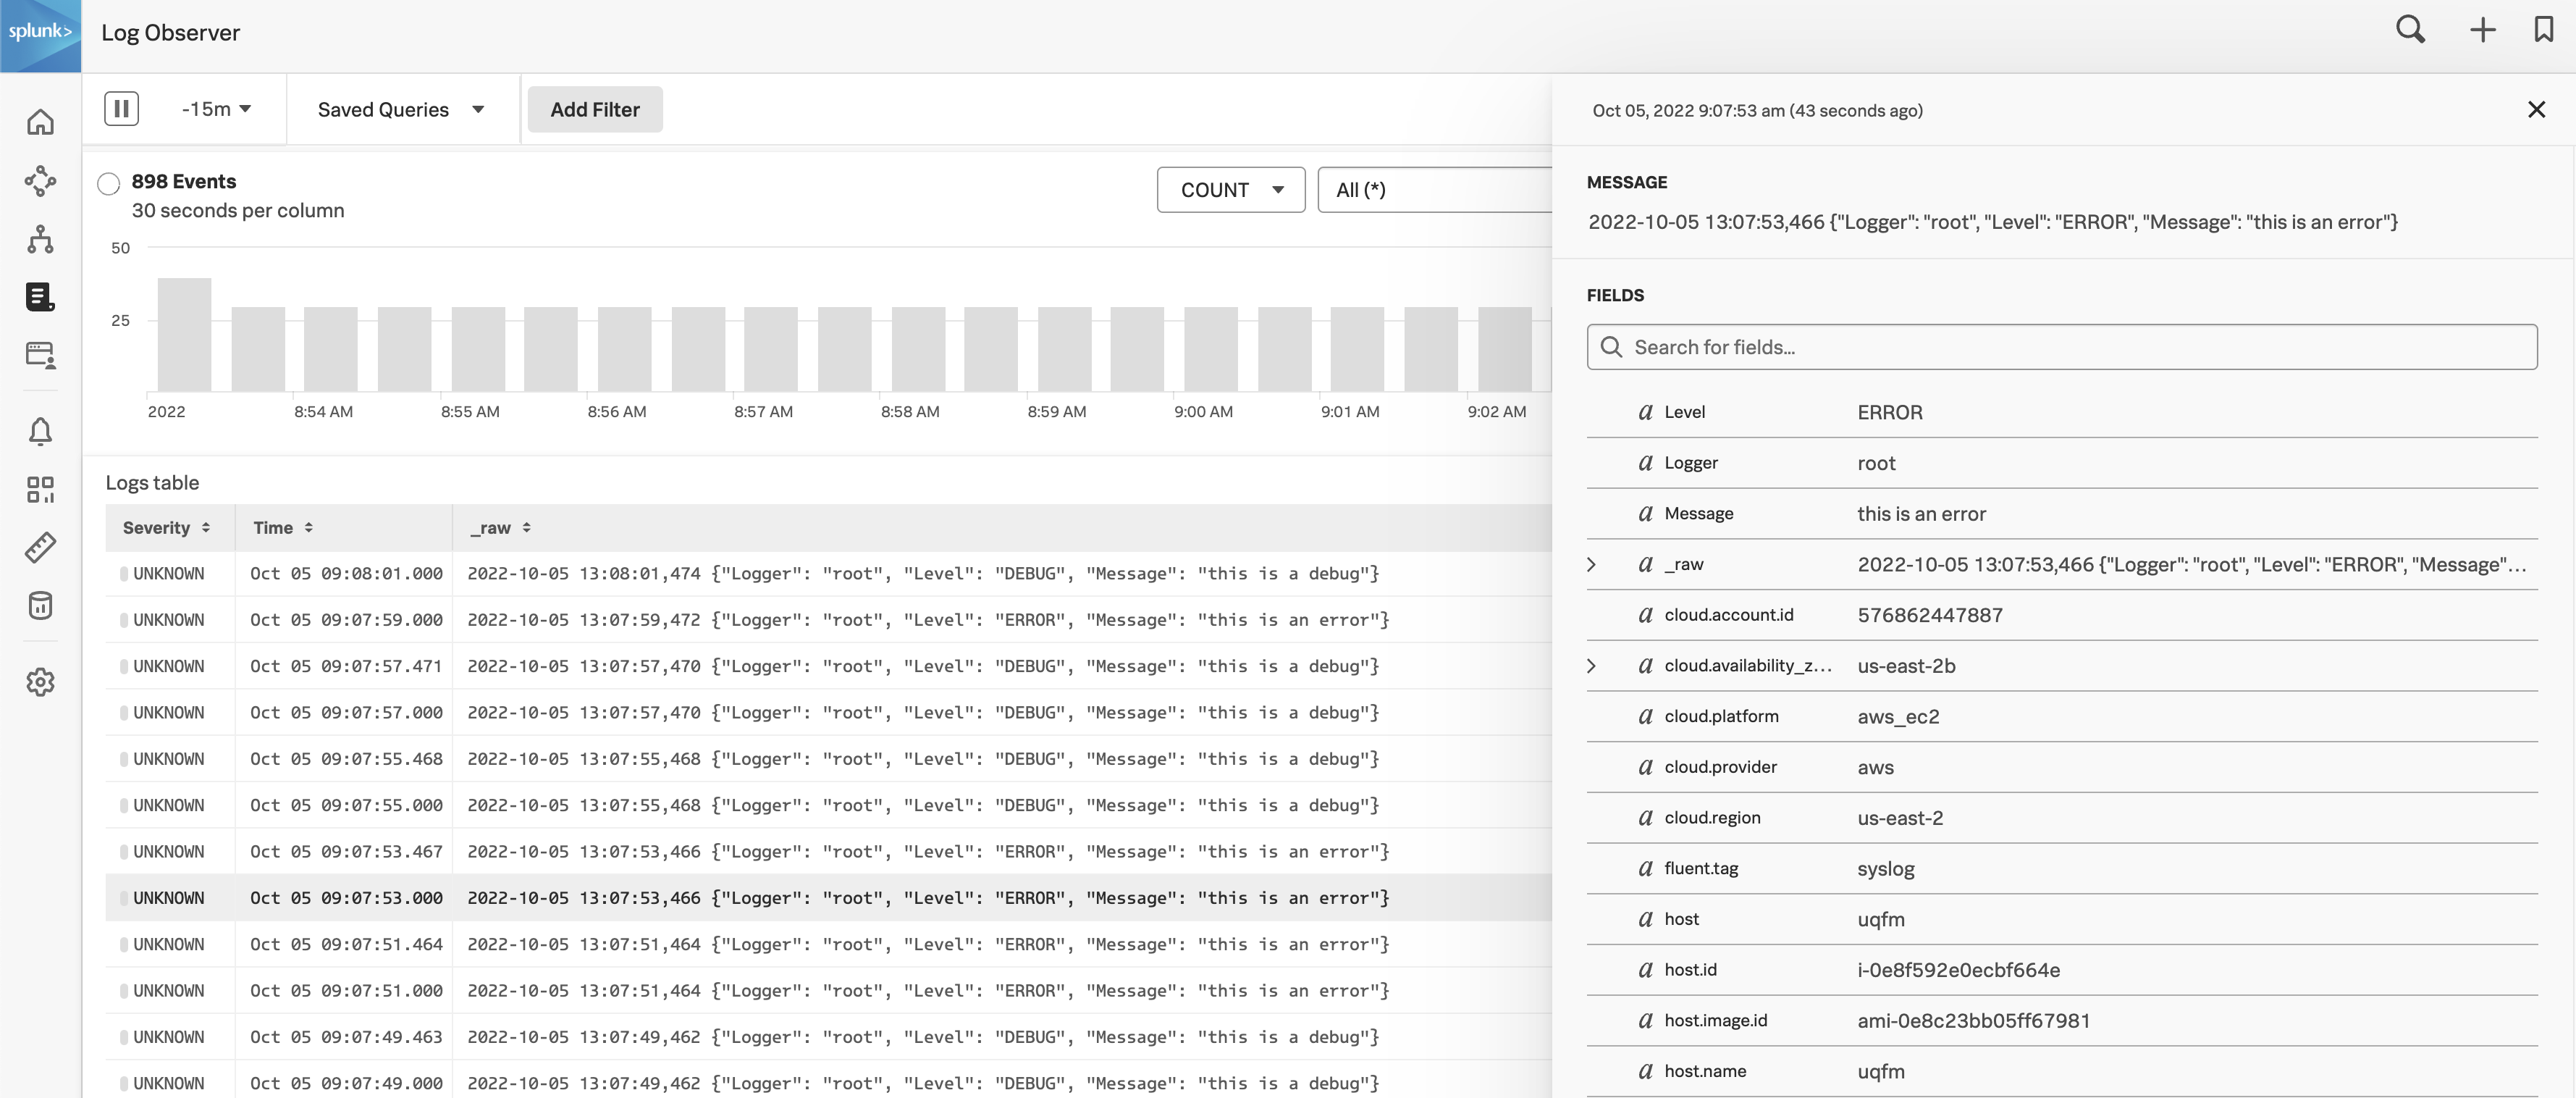 splunk>
Log Observer
-15m
Saved Queries
Add Filter
898 Events
30 seconds per column
COUNT
All (*)
50
25
2022
8:54 AM
8:55 AM
8:56 AM
8:57 AM
8:58 AM
8:59 AM
9:00 AM
9:01 AM
9:02 AM
Logs table
Severity Time _raw
UNKNOWN Oct 05 09:08:01.000 2022-10-05 13:08:01,474 {"Logger": "root", "Level": "DEBUG", "Message": "this is a debug"}
UNKNOWN Oct 05 09:07:59.000 2022-10-05 13:07:59,472 {"Logger": "root", "Level": "ERROR", "Message": "this is an error"}
UNKNOWN Oct 05 09:07:57.471 2022-10-05 13:07:57,470 {"Logger": "root", "Level": "DEBUG", "Message": "this is a debug"}
UNKNOWN Oct 05 09:07:57.000 2022-10-05 13:07:57,470 {"Logger": "root", "Level": "DEBUG", "Message": "this is a debug"}
UNKNOWN Oct 05 09:07:55.468 2022-10-05 13:07:55,468 {"Logger": "root", "Level": "DEBUG", "Message": "this is a debug"}
UNKNOWN Oct 05 09:07:55.000 2022-10-05 13:07:55,468 {"Logger": "root", "Level": "DEBUG", "Message": "this is a debug"}
UNKNOWN Oct 05 09:07:53.467 2022-10-05 13:07:53,466 {"Logger": "root", "Level": "ERROR", "Message": "this is an error"}
UNKNOWN Oct 05 09:07:53.000 2022-10-05 13:07:53,466 {"Logger": "root", "Level": "ERROR", "Message": "this is an error"}
UNKNOWN Oct 05 09:07:51.464 2022-10-05 13:07:51,464 {"Logger": "root", "Level": "ERROR", "Message": "this is an error"}
UNKNOWN Oct 05 09:07:51.000 2022-10-05 13:07:51,464 {"Logger": "root", "Level": "ERROR", "Message": "this is an error"}
UNKNOWN Oct 05 09:07:49.463 2022-10-05 13:07:49,462 {"Logger": "root", "Level": "DEBUG", "Message": "this is a debug"}
UNKNOWN Oct 05 09:07:49.000 2022-10-05 13:07:49,462 {"Logger": "root", "Level": "DEBUG", "Message": "this is a debug"}
Oct 05, 2022 9:07:53 am (43 seconds ago)
MESSAGE
2022-10-05 13:07:53,466 {"Logger": "root", "Level": "ERROR", "Message": "this is an error"}
FIELDS
Search for fields...
a Level ERROR
a Logger root
a Message this is an error
a _raw 2022-10-05 13:07:53,466 {"Logger": "root", "Level": "ERROR", "Message"...
a cloud.account.id 576862447887
a cloud.availability_z... us-east-2b
a cloud.platform aws_ec2
a cloud.provider aws
a cloud.region us-east-2
a fluent.tag syslog
a host uqfm
a host.id i-0e8f592e0ecbf664e
a host.image.id ami-0e8c23bb05ff67981
a host.name uqfm